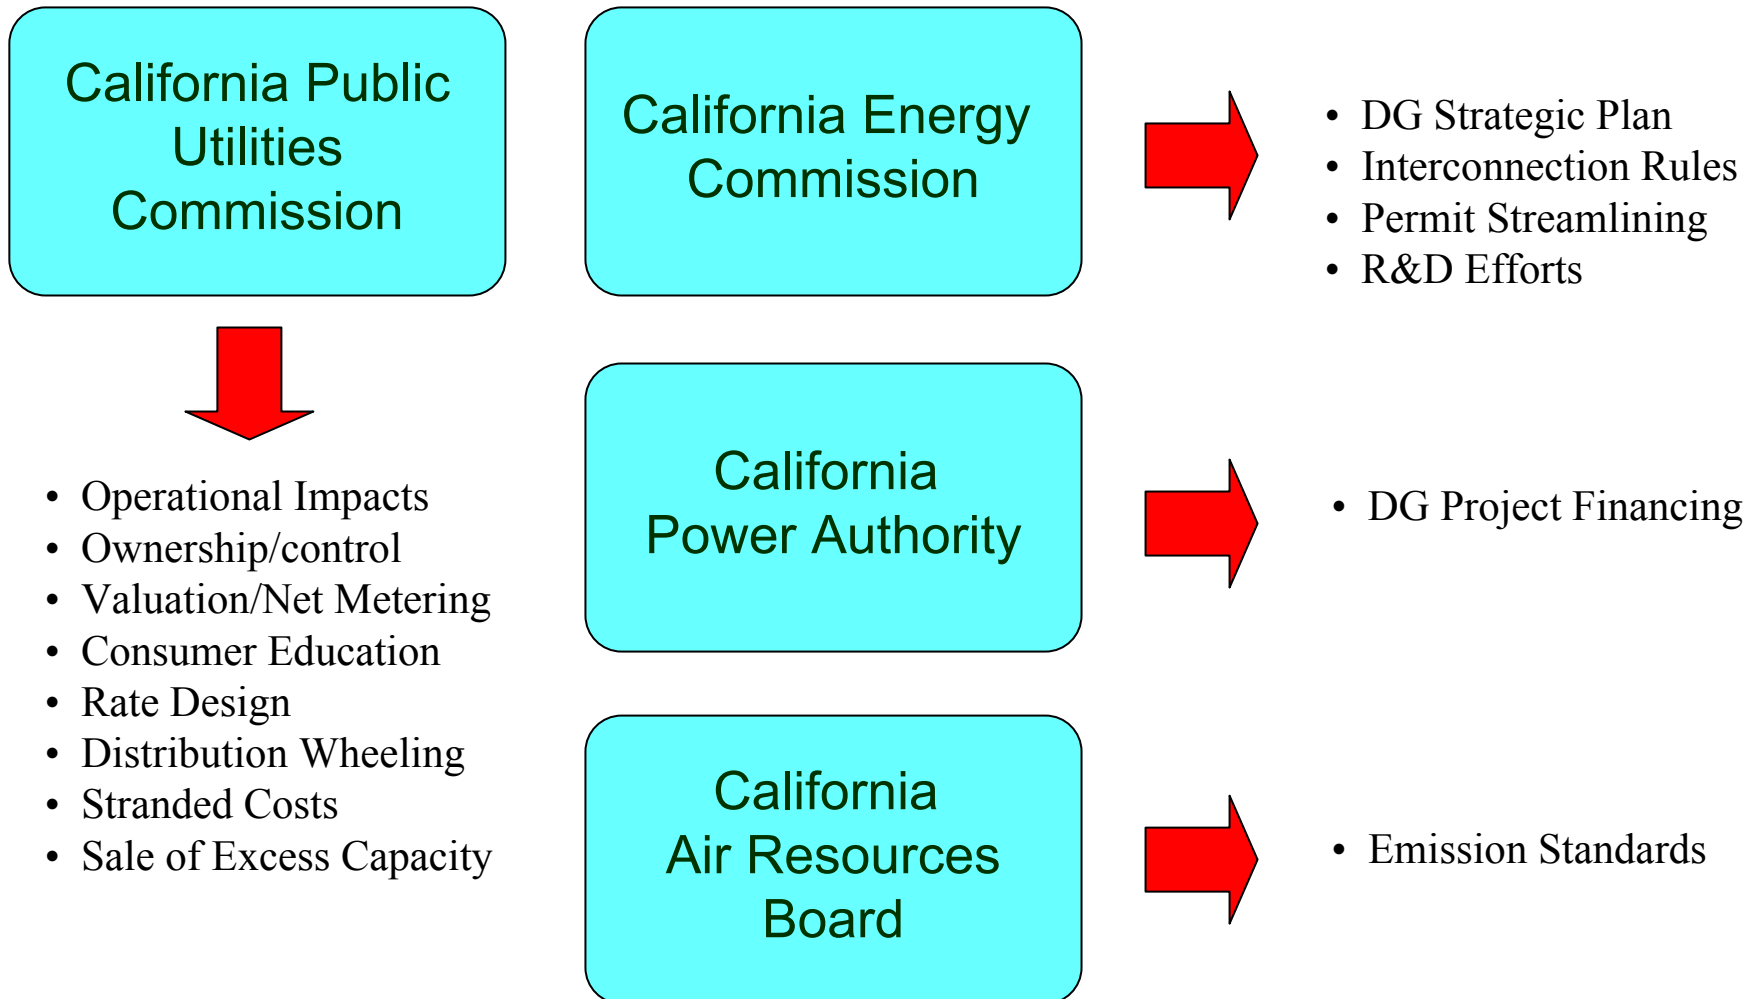 California Public
Utilities
Commission
• Operational Impacts
• Ownership/control
• Valuation/Net Metering
• Consumer Education
• Rate Design
• Distribution Wheeling
• Stranded Costs
• Sale of Excess Capacity
California Energy
Commission
• DG Strategic Plan
• Interconnection Rules
• Permit Streamlining
• R&D Efforts
California
Power Authority
• DG Project Financing
California
Air Resources
Board
• Emission Standards